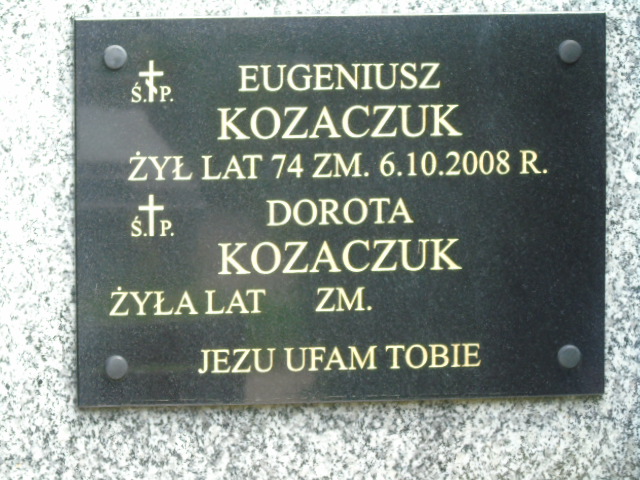 Ś.†P. EUGENIUSZ
KOZACZUK
ŻYŁ LAT 74 ZM. 6.10.2008 R.
Ś.†P. DOROTA
KOZACZUK
ŻYŁA LAT ZM.
JEZU UFAM TOBIE